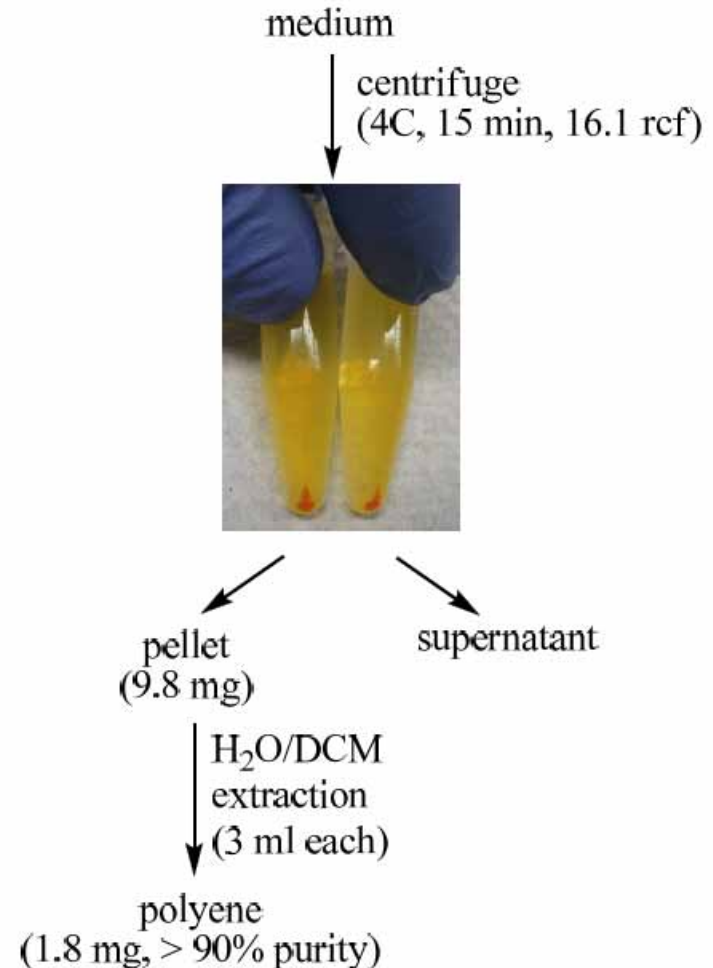 medium
centrifuge
(4C, 15 min, 16.1 rcf)
pellet
(9.8 mg)
supernatant
H₂O/DCM
extraction
(3 ml each)
polyene
(1.8 mg, > 90% purity)